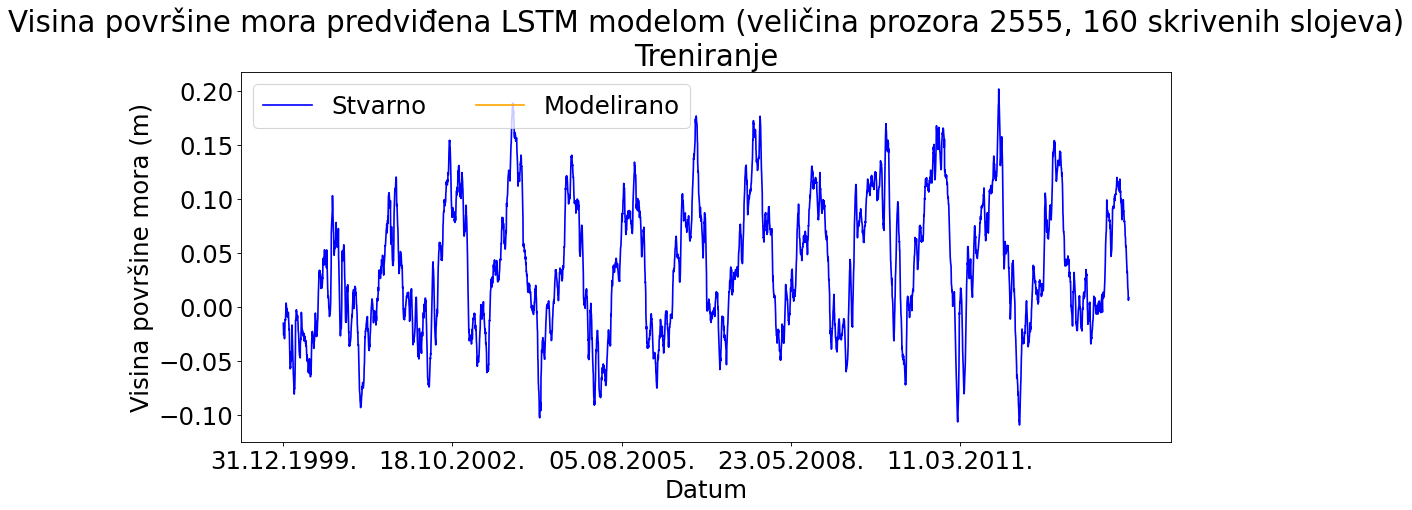 Visina površine mora predviđena LSTM modelom (veličina prozora 2555, 160 skrivenih slojeva)
Treniranje
Stvarno Modelirano
Visina površine mora (m)
0.20
0.15
0.10
0.05
0.00
−0.05
−0.10
31.12.1999. 18.10.2002. 05.08.2005. 23.05.2008. 11.03.2011.
Datum